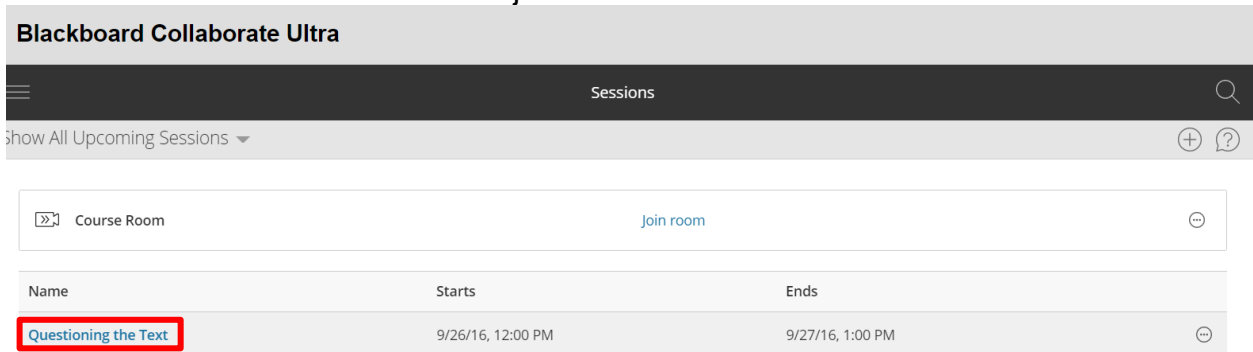 Blackboard Collaborate Ultra
Sessions
Show All Upcoming Sessions
Course Room Join room
Name Starts Ends
Questioning the Text 9/26/16, 12:00 PM 9/27/16, 1:00 PM